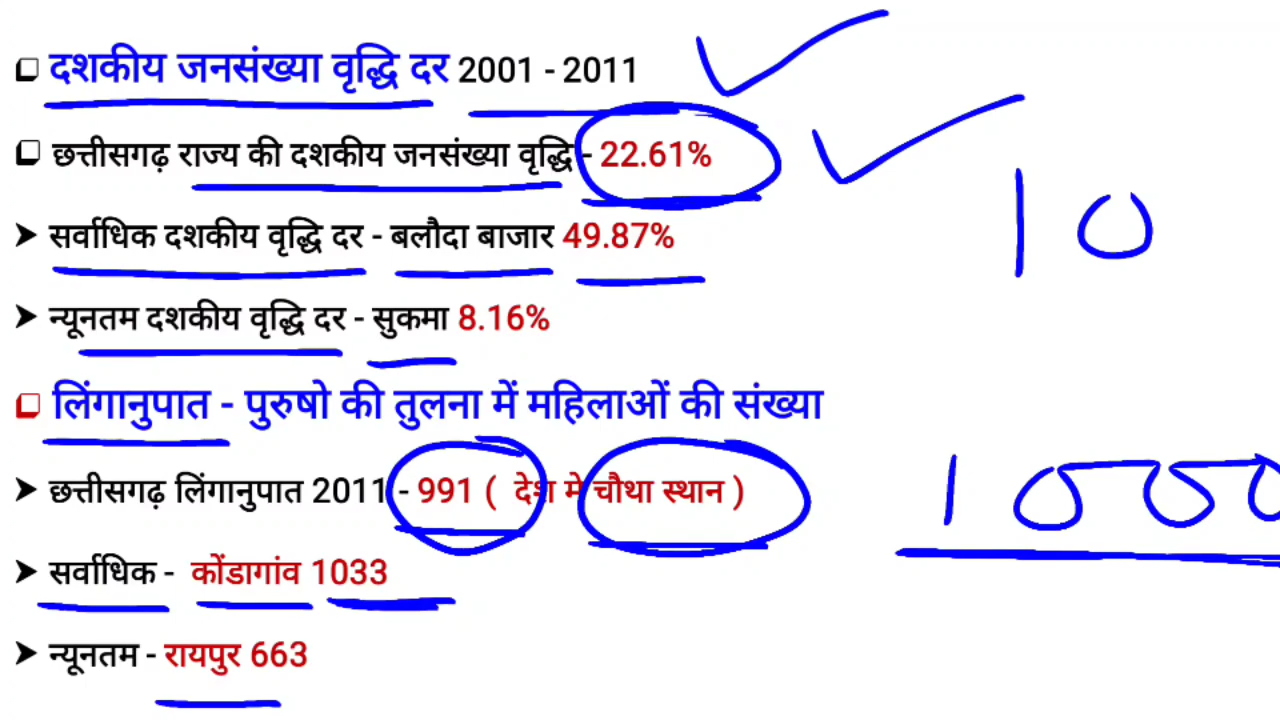 ❑ दशकीय जनसंख्या वृद्धि दर 2001 - 2011
❑ छत्तीसगढ़ राज्य की दशकीय जनसंख्या वृद्धि - 22.61%
➤ सर्वाधिक दशकीय वृद्धि दर - बलौदा बाजार 49.87%
10
➤ न्यूनतम दशकीय वृद्धि दर - सुकमा 8.16%
❑ लिंगानुपात - पुरुषो की तुलना में महिलाओं की संख्या
➤ छत्तीसगढ़ लिंगानुपात 2011 - 991 ( देश मे चौथा स्थान )
1000
➤ सर्वाधिक - कोंडागांव 1033
➤ न्यूनतम - रायपुर 663